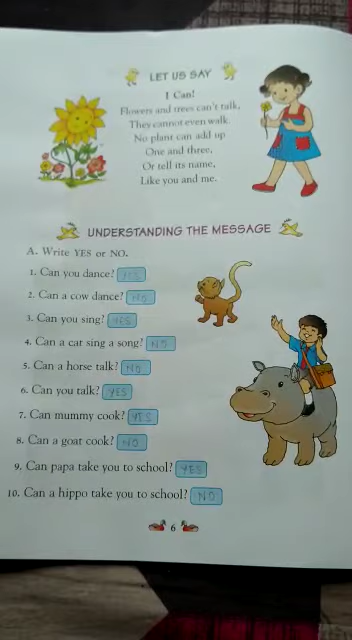 LET US SAY
I Can!
Flowers and trees can't talk,
They cannot even walk.
No plant can add up
One and three,
Or tell its name,
Like you and me.
UNDERSTANDING THE MESSAGE
A. Write YES or NO.
1. Can you dance? YES
2. Can a cow dance? NO
3. Can you sing? YES
4. Can a cat sing a song? NO
5. Can a horse talk? NO
6. Can you talk? YES
7. Can mummy cook? YES
8. Can a goat cook? NO
9. Can papa take you to school? YES
10. Can a hippo take you to school? NO
6